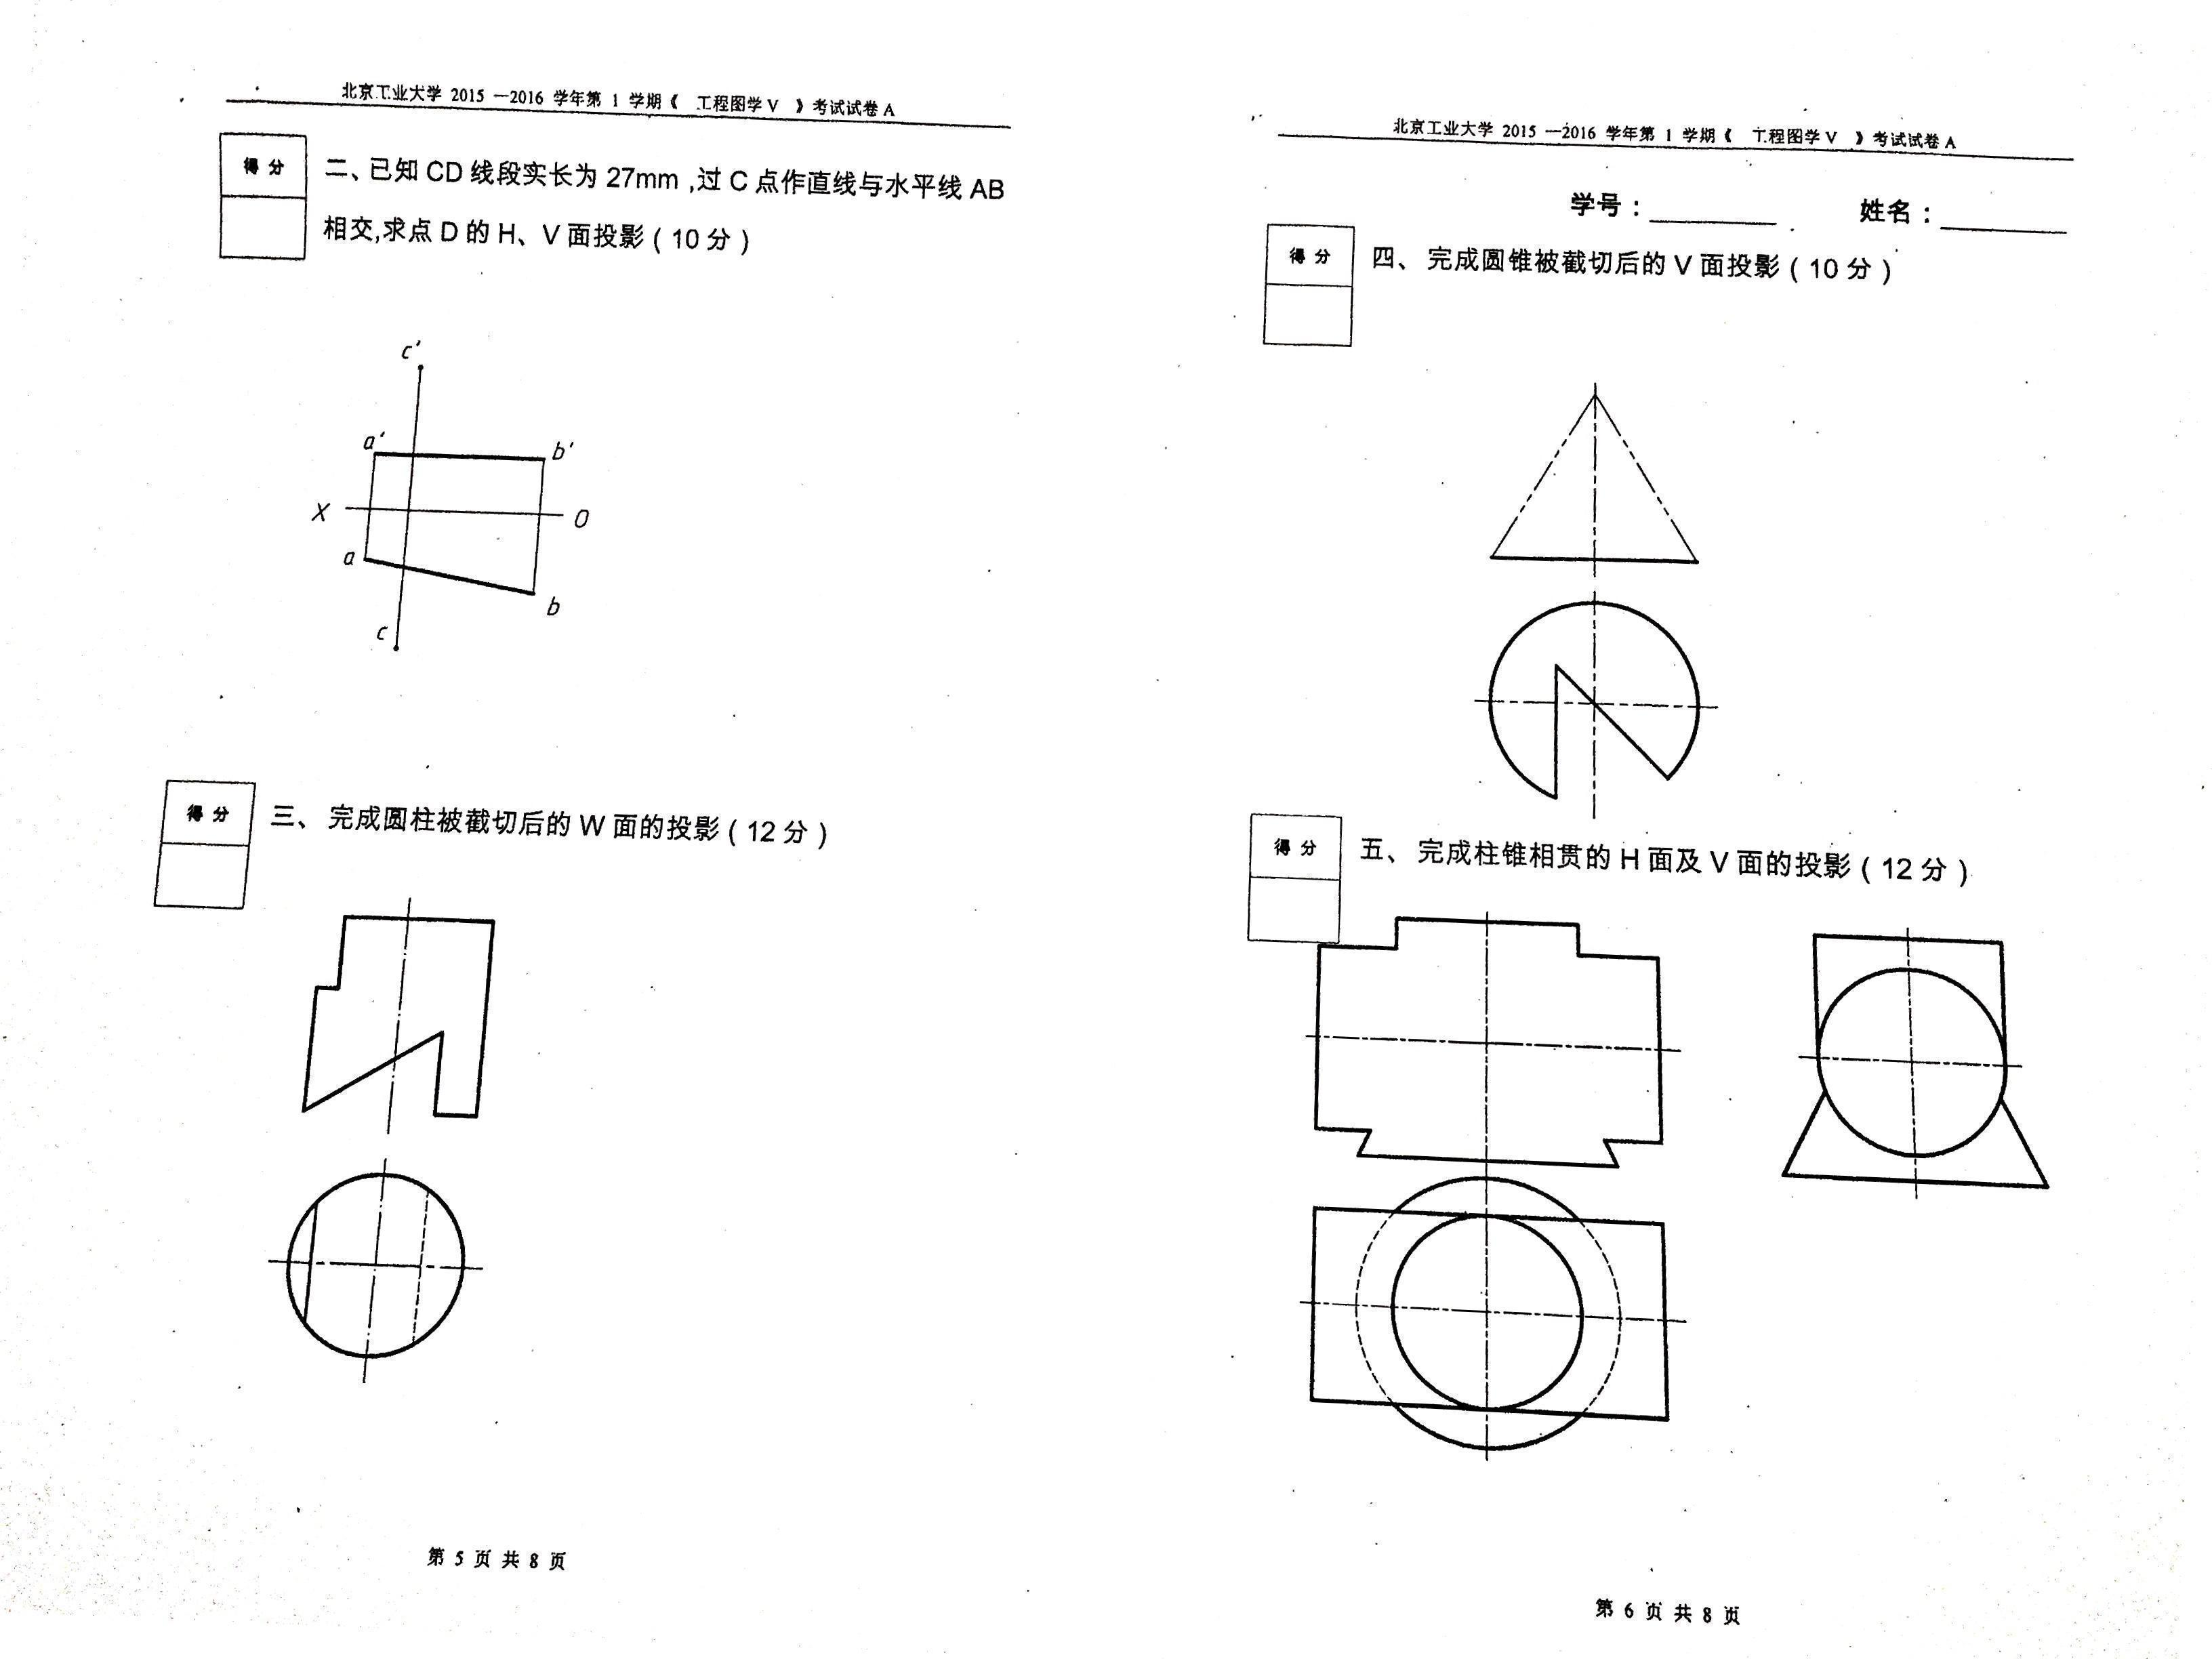 北京工业大学 2015 —2016 学年第 1 学期《 工程图学 V 》考试试卷 A
得 分
二、已知 CD 线段实长为 27mm ,过 C 点作直线与水平线 AB
相交,求点 D 的 H、V 面投影（10 分）
c'
a'
b'
X
O
a
b
c
得 分
三、 完成圆柱被截切后的 W 面的投影（12 分）
第 5 页 共 8 页
北京工业大学 2015 —2016 学年第 1 学期《 工程图学 V 》考试试卷 A
学号：________ 姓名：________
得 分
四、 完成圆锥被截切后的 V 面投影（10 分）
得 分
五、 完成柱锥相贯的 H 面及 V 面的投影（12 分）
第 6 页 共 8 页